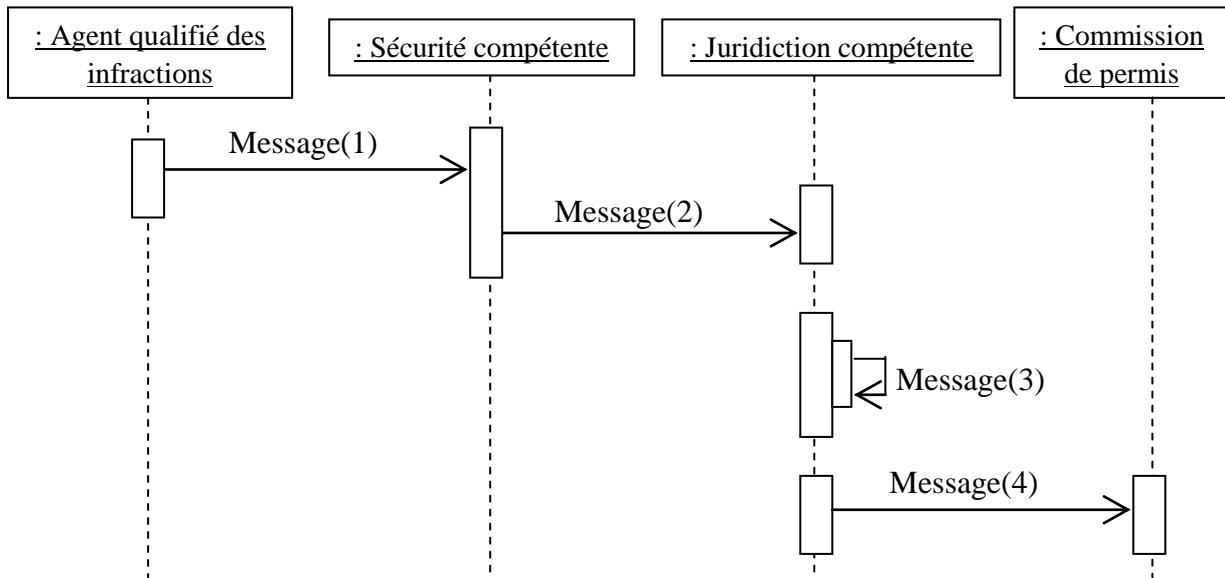 : Agent qualifié des
infractions
: Sécurité compétente
: Juridiction compétente
: Commission
de permis
Message(1)
Message(2)
Message(3)
Message(4)